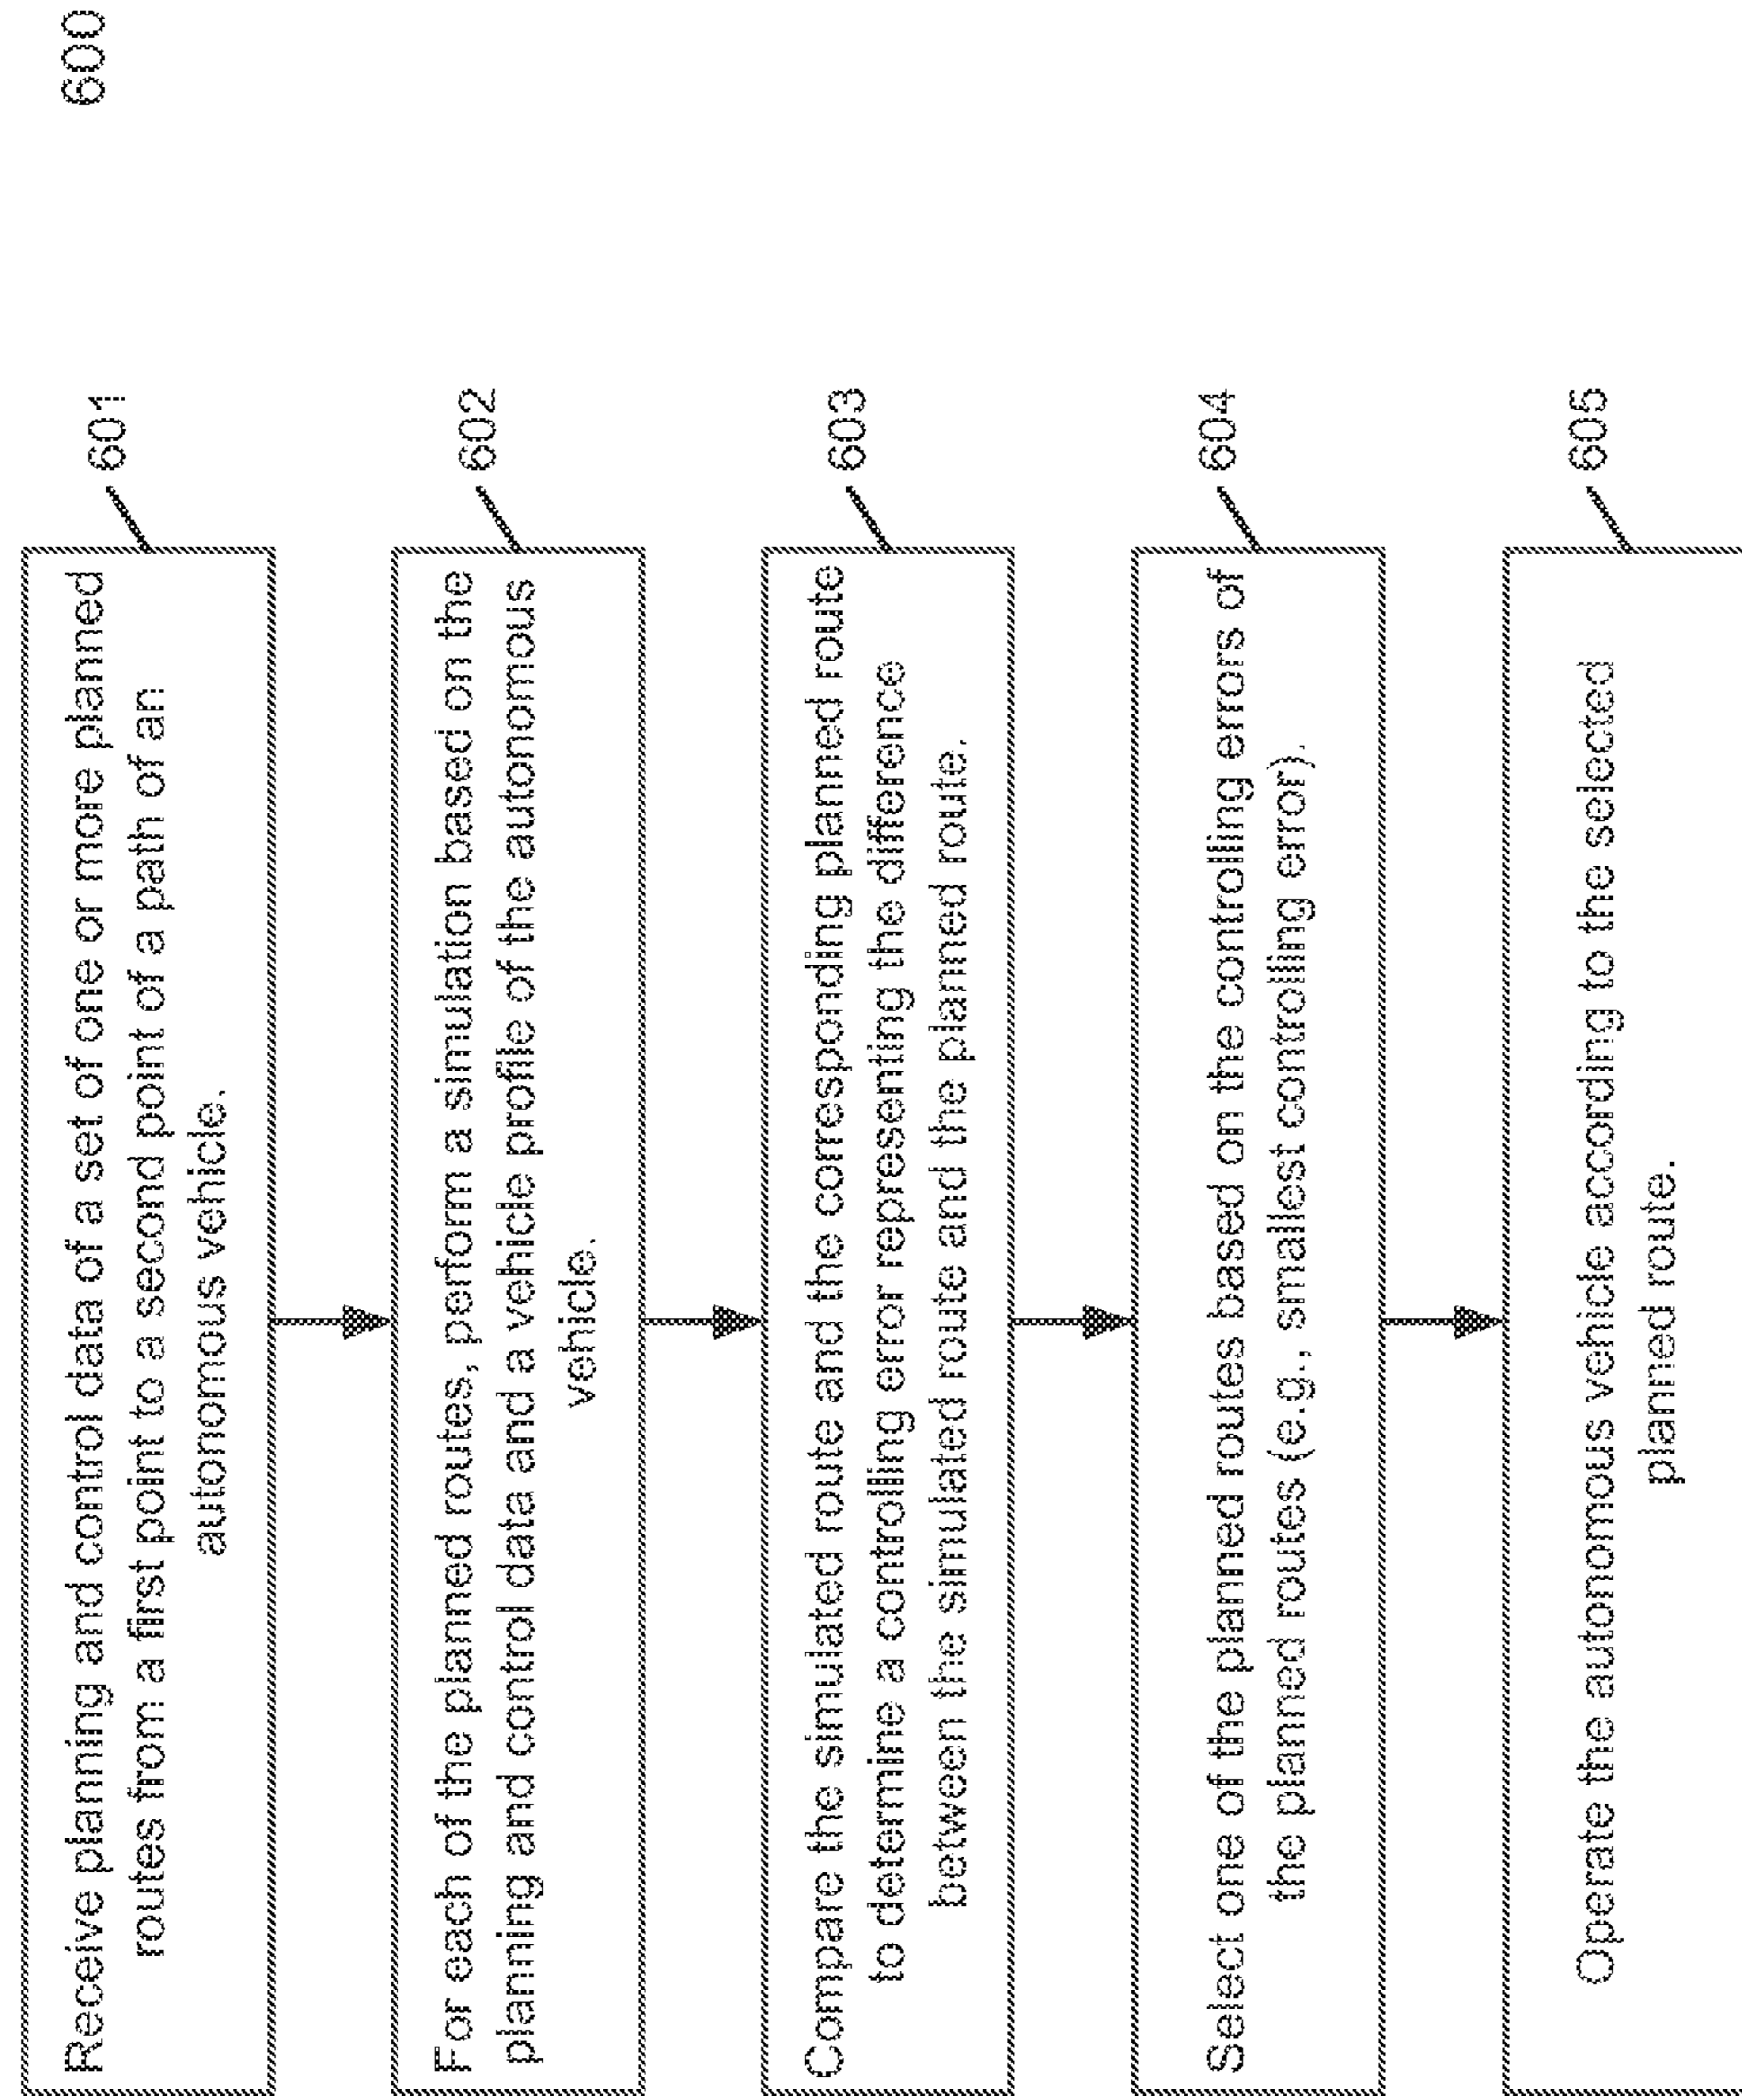 600
Receive planning and control data of a set of one or more planned
routes from a first point to a second point of a path of an
autonomous vehicle.
601
For each of the planned routes, perform a simulation based on the
planning and control data and a vehicle profile of the autonomous
vehicle.
602
Compare the simulated route and the corresponding planned route
to determine a controlling error representing the difference
between the simulated route and the planned route.
603
Select one of the planned routes based on the controlling errors of
the planned routes (e.g., smallest controlling error).
604
Operate the autonomous vehicle according to the selected
planned route.
605